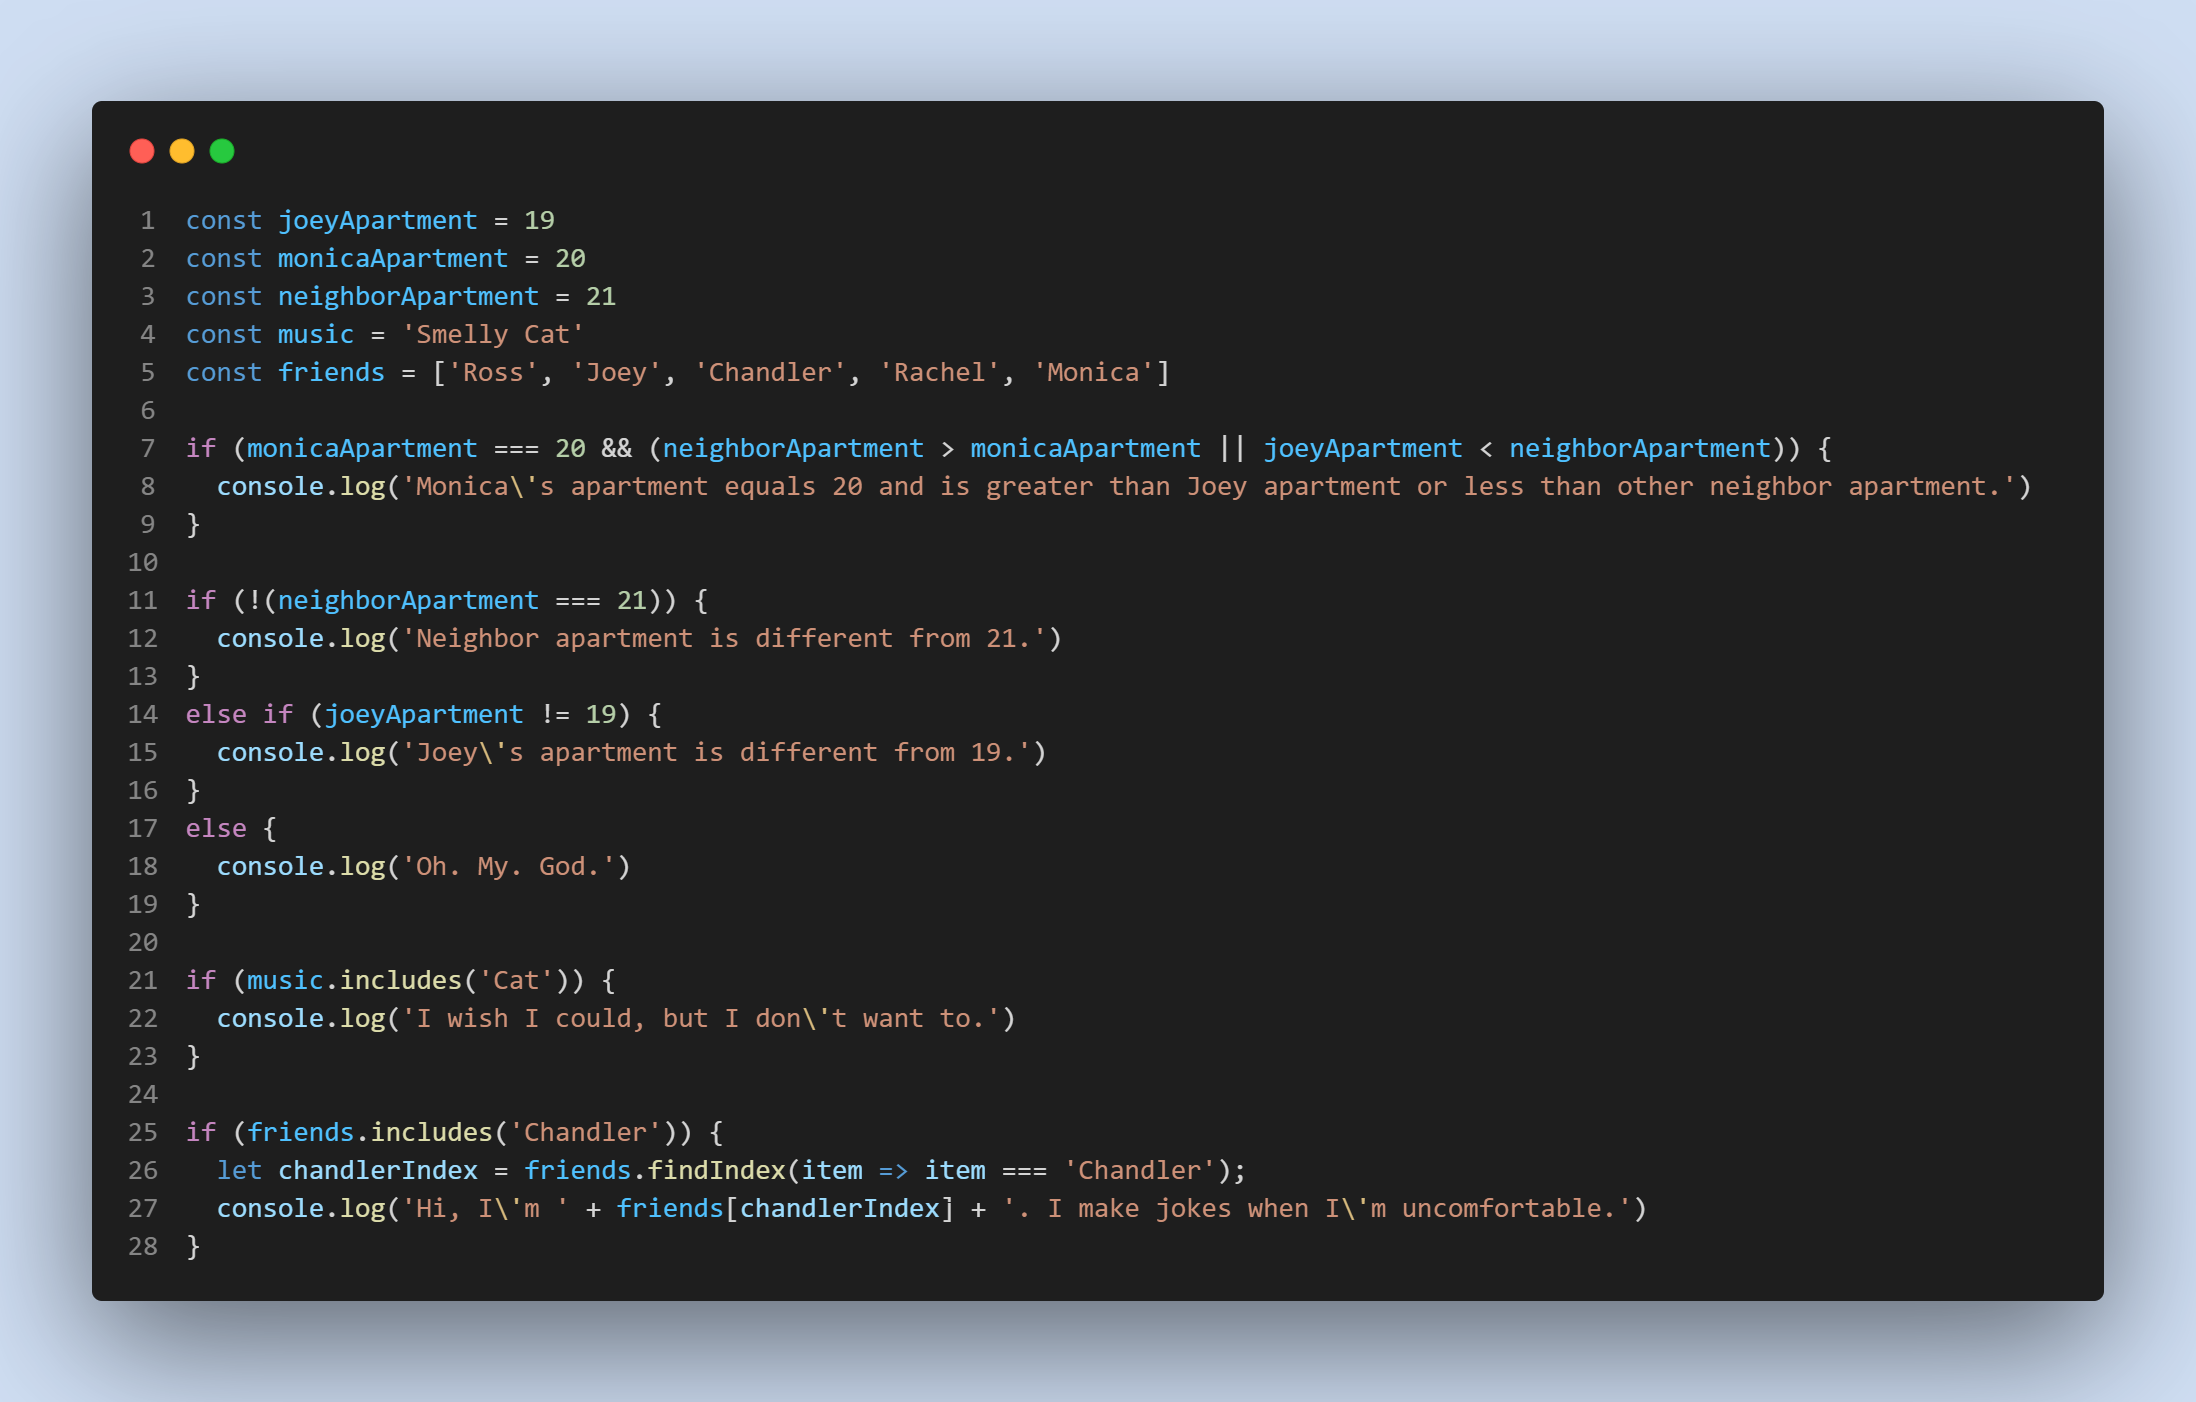 1 const joeyApartment = 19
2 const monicaApartment = 20
3 const neighborApartment = 21
4 const music = 'Smelly Cat'
5 const friends = ['Ross', 'Joey', 'Chandler', 'Rachel', 'Monica']
6
7 if (monicaApartment === 20 && (neighborApartment > monicaApartment || joeyApartment < neighborApartment)) {
8   console.log('Monica\'s apartment equals 20 and is greater than Joey apartment or less than other neighbor apartment.')
9 }
10
11 if (!(neighborApartment === 21)) {
12   console.log('Neighbor apartment is different from 21.')
13 }
14 else if (joeyApartment != 19) {
15   console.log('Joey\'s apartment is different from 19.')
16 }
17 else {
18   console.log('Oh. My. God.')
19 }
20
21 if (music.includes('Cat')) {
22   console.log('I wish I could, but I don\'t want to.')
23 }
24
25 if (friends.includes('Chandler')) {
26   let chandlerIndex = friends.findIndex(item => item === 'Chandler');
27   console.log('Hi, I\'m ' + friends[chandlerIndex] + '. I make jokes when I\'m uncomfortable.')
28 }